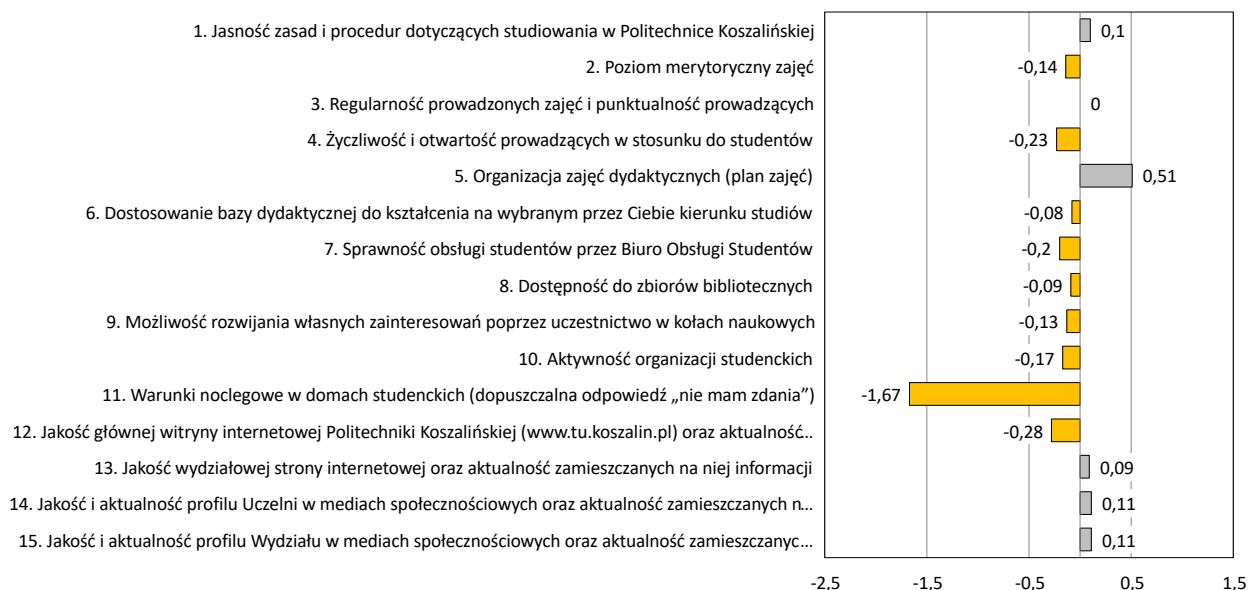 1. Jasność zasad i procedur dotyczących studiowania w Politechnice Koszalińskiej 0,1
2. Poziom merytoryczny zajęć -0,14
3. Regularność prowadzonych zajęć i punktualność prowadzących 0
4. Życzliwość i otwartość prowadzących w stosunku do studentów -0,23
5. Organizacja zajęć dydaktycznych (plan zajęć) 0,51
6. Dostosowanie bazy dydaktycznej do kształcenia na wybranym przez Ciebie kierunku studiów -0,08
7. Sprawność obsługi studentów przez Biuro Obsługi Studentów -0,2
8. Dostępność do zbiorów bibliotecznych -0,09
9. Możliwość rozwijania własnych zainteresowań poprzez uczestnictwo w kołach naukowych -0,13
10. Aktywność organizacji studenckich -0,17
11. Warunki noclegowe w domach studenckich (dopuszczalna odpowiedź „nie mam zdania”) -1,67
12. Jakość głównej witryny internetowej Politechniki Koszalińskiej (www.tu.koszalin.pl) oraz aktualność... -0,28
13. Jakość wydziałowej strony internetowej oraz aktualność zamieszczanych na niej informacji 0,09
14. Jakość i aktualność profilu Uczelni w mediach społecznościowych oraz aktualność zamieszczanych n... 0,11
15. Jakość i aktualność profilu Wydziału w mediach społecznościowych oraz aktualność zamieszczanyc... 0,11
-2,5 -1,5 -0,5 0,5 1,5